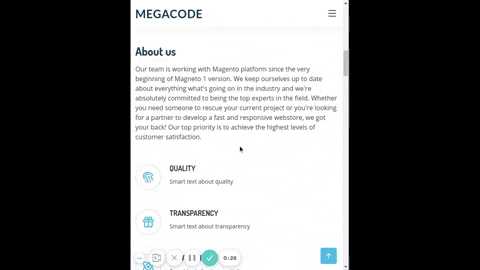 MEGACODE
About us
Our team is working with Magento platform since the very
beginning of Magneto 1 version. We keep ourselves up to date
about everything what's going on in the industry and we're
absolutely committed to being the top experts in the field. Whether
you need someone to rescue your current project or you're looking
for a partner to develop a fast and responsive webstore, we got
your back! Our top priority is to achieve the highest levels of
customer satisfaction.
QUALITY
Smart text about quality
TRANSPARENCY
Smart text about transparency
0:28